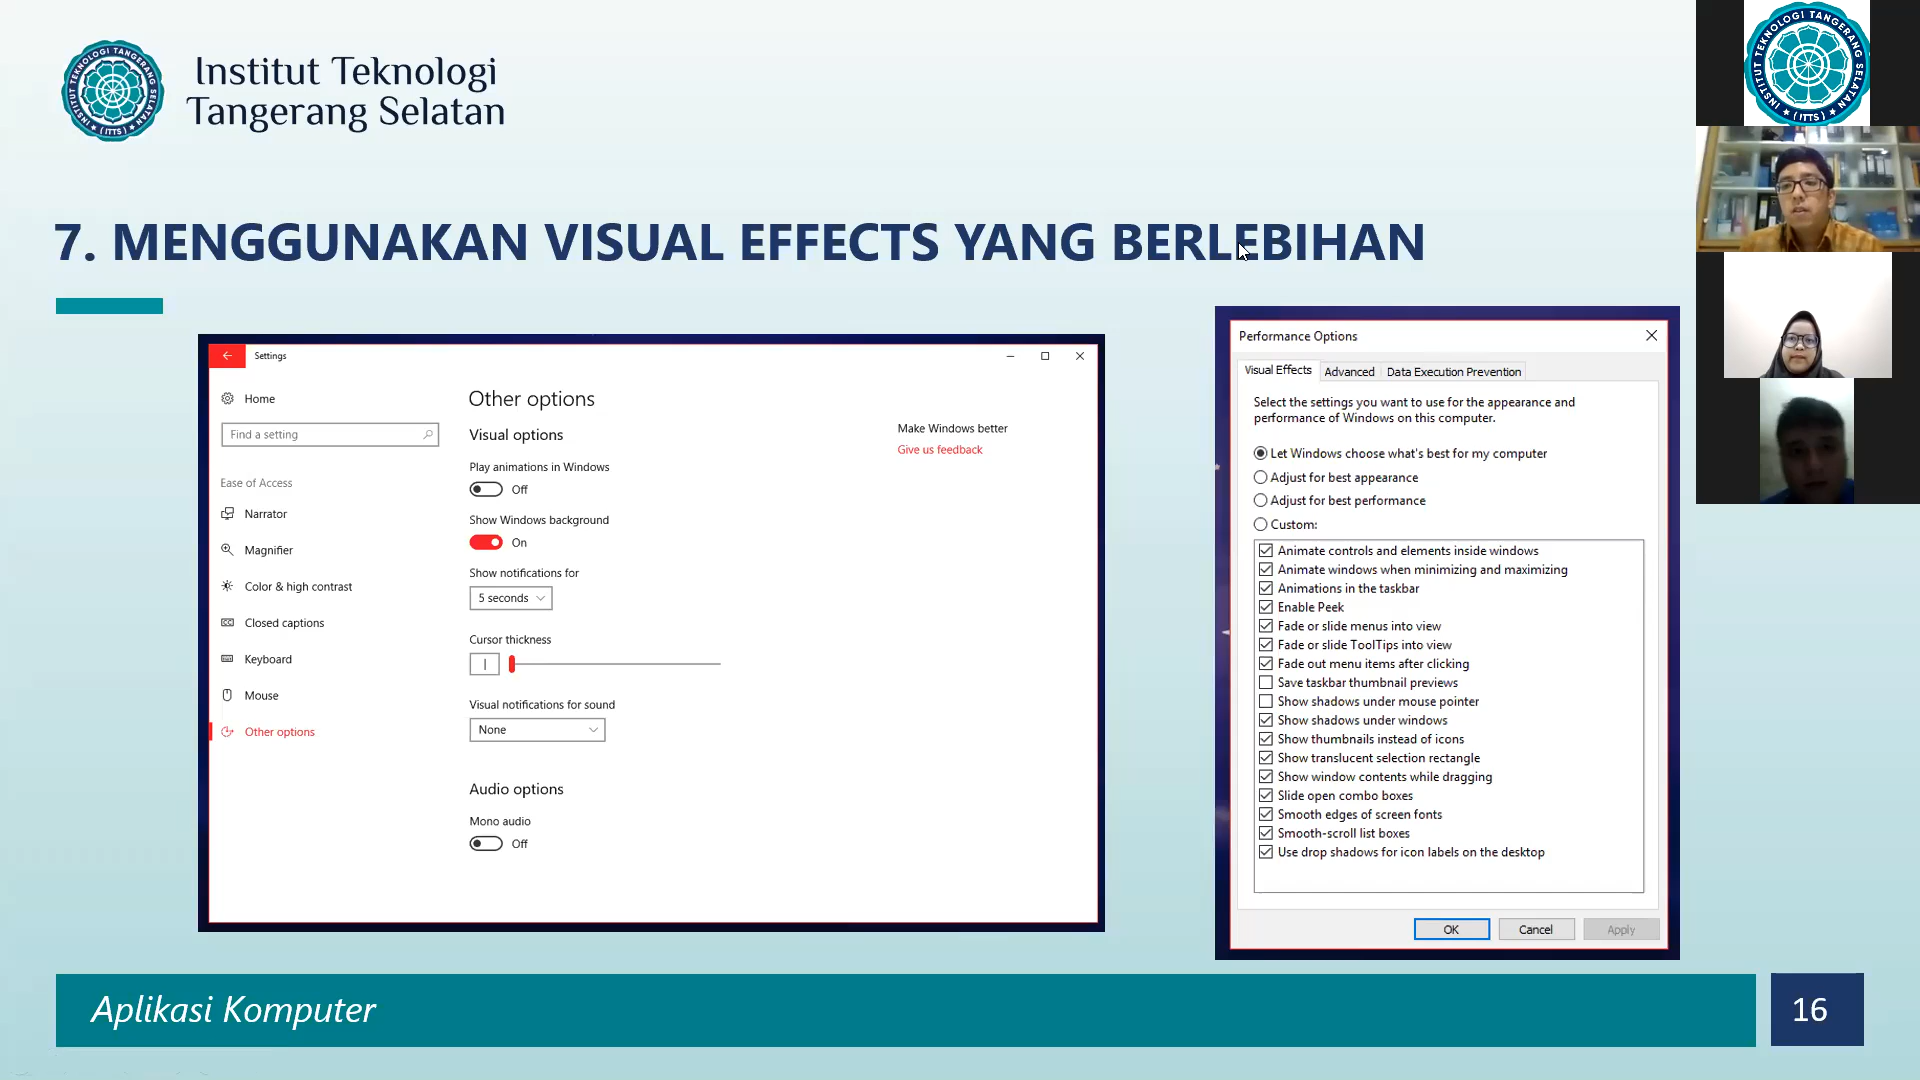 Institut Teknologi
Tangerang Selatan
INSTITUT TEKNOLOGI TANGERANG SELATAN
(ITTS)
7. MENGGUNAKAN VISUAL EFFECTS YANG BERLEBIHAN
Settings
Home
Find a setting
Ease of Access
Narrator
Magnifier
Color & high contrast
Closed captions
Keyboard
Mouse
Other options
Other options
Visual options
Play animations in Windows
Off
Show Windows background
On
Show notifications for
5 seconds
Cursor thickness
Visual notifications for sound
None
Audio options
Mono audio
Off
Make Windows better
Give us feedback
Performance Options
Visual Effects
Advanced
Data Execution Prevention
Select the settings you want to use for the appearance and
performance of Windows on this computer.
Let Windows choose what's best for my computer
Adjust for best appearance
Adjust for best performance
Custom:
Animate controls and elements inside windows
Animate windows when minimizing and maximizing
Animations in the taskbar
Enable Peek
Fade or slide menus into view
Fade or slide ToolTips into view
Fade out menu items after clicking
Save taskbar thumbnail previews
Show shadows under mouse pointer
Show shadows under windows
Show thumbnails instead of icons
Show translucent selection rectangle
Show window contents while dragging
Slide open combo boxes
Smooth edges of screen fonts
Smooth-scroll list boxes
Use drop shadows for icon labels on the desktop
OK
Cancel
Apply
Aplikasi Komputer
16
INSTITUT TEKNOLOGI TANGERANG SELATAN
(ITTS)